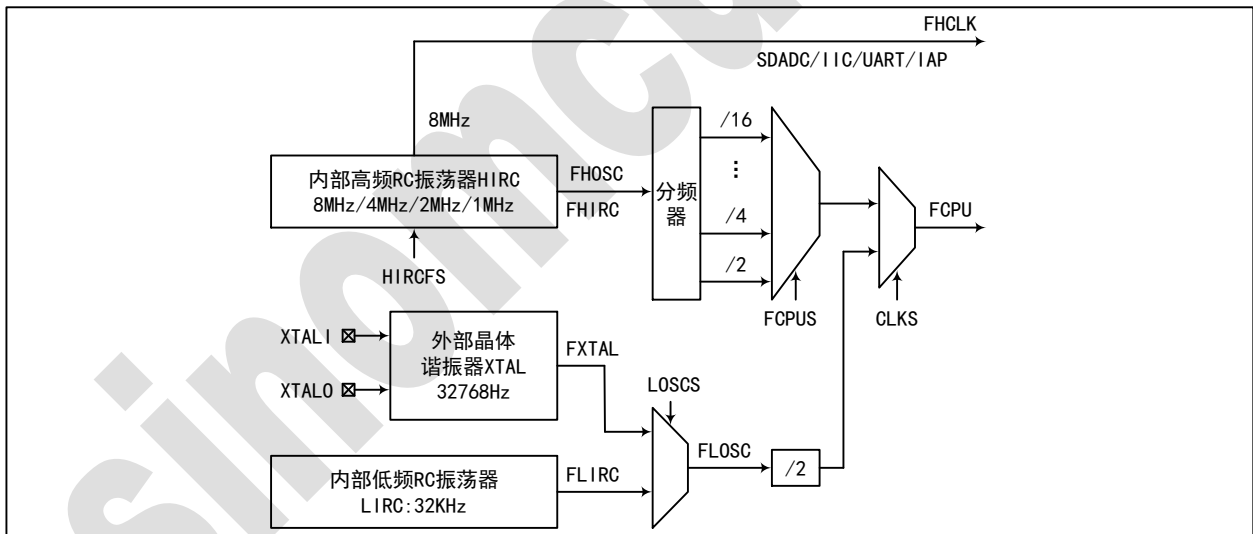 FHCLK
SDADC/IIC/UART/IAP
8MHz
内部高频RC振荡器HIRC
8MHz/4MHz/2MHz/1MHz
FHOSC
FHIRC
HIRCFS
分频
器
/16
⋮
/4
/2
FCPUS
CLKS
FCPU
XTALI
XTALO
外部晶体
谐振器XTAL
32768Hz
FXTAL
LOSCS
内部低频RC振荡器
LIRC:32KHz
FLIRC
FLOSC
/2
sinomcu